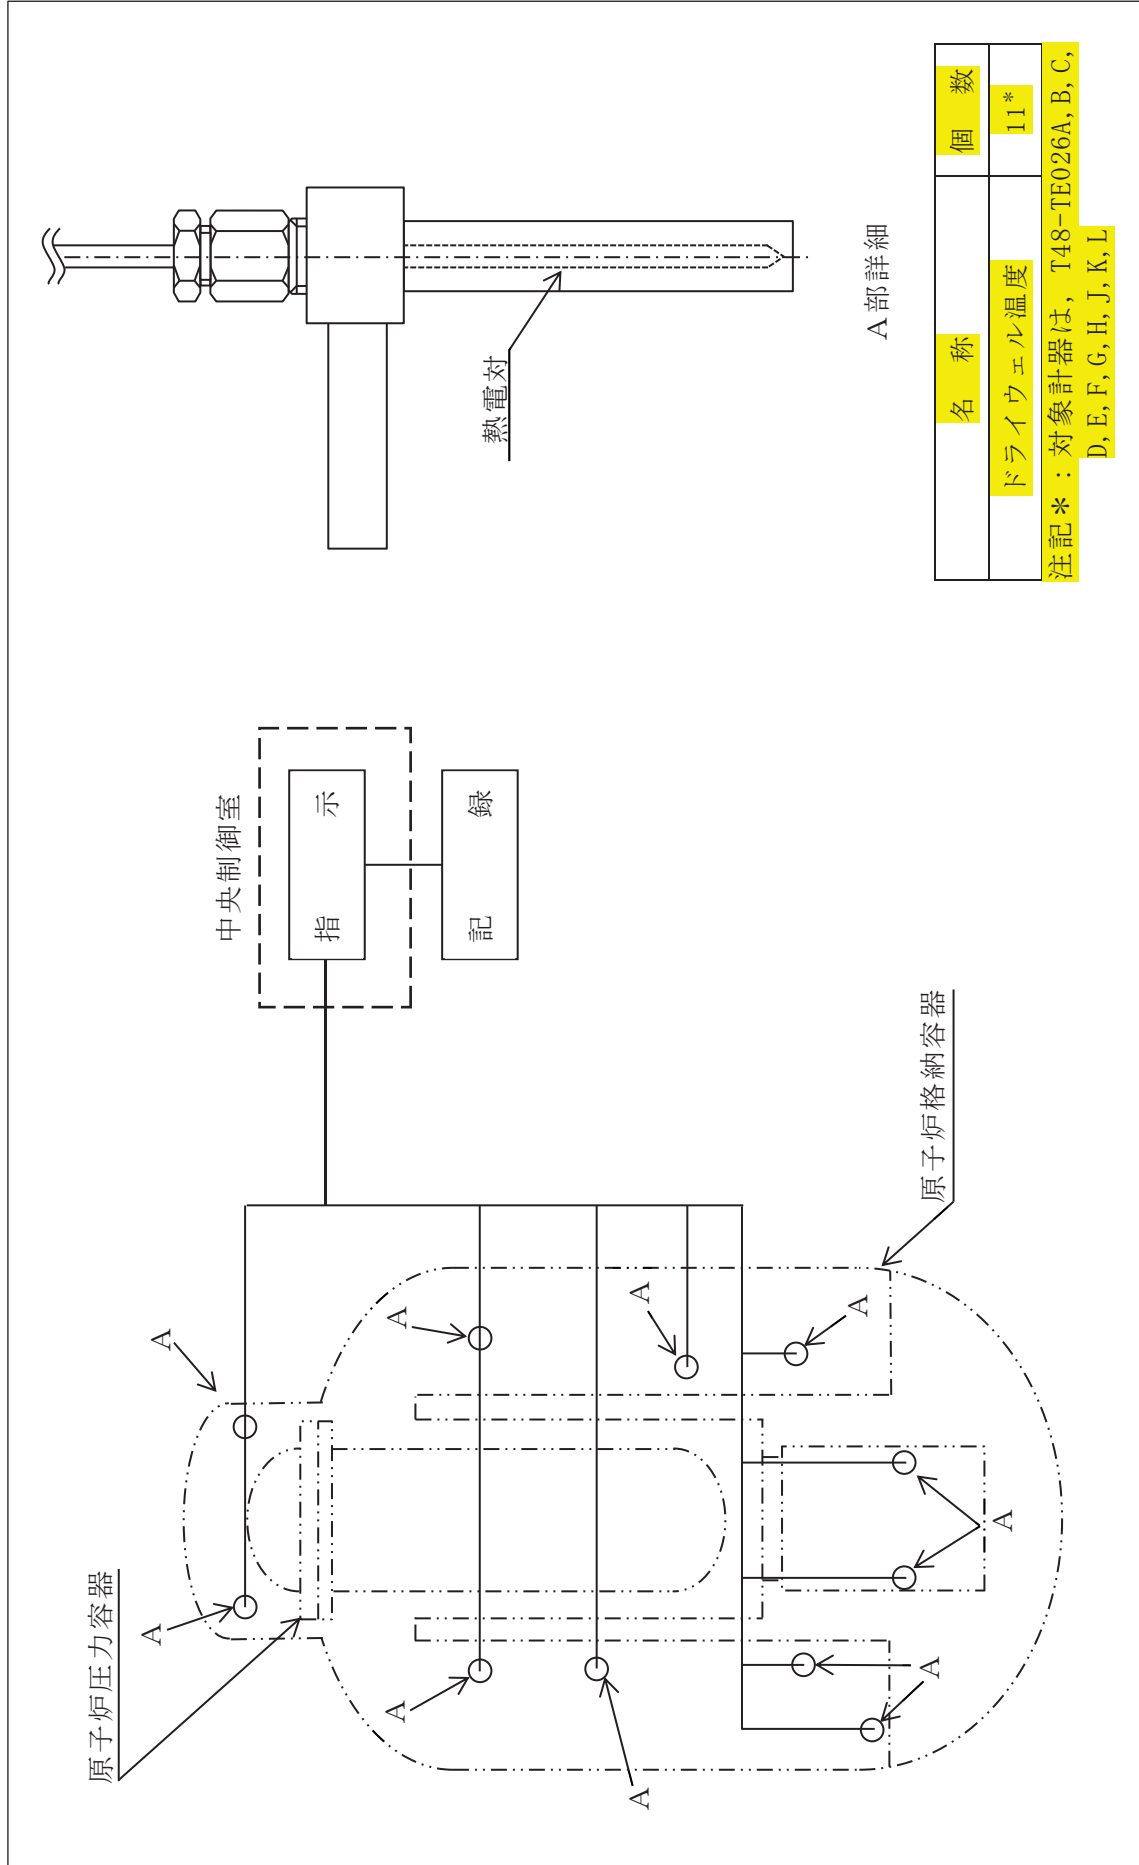 原子炉圧力容器
A
A
A
A
A
A
A
A
A
A
原子炉格納容器
中央制御室
指示
記録
熱電対
A部詳細
名称 個数
ドライウェル温度 11*
注記＊：対象計器は，T48-TE026A, B, C,
D, E, F, G, H, J, K, L